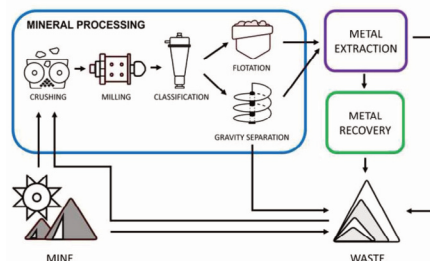 MINERAL PROCESSING
METAL
EXTRACTION
FLOTATION
CRUSHING
MILLING
CLASSIFICATION
METAL
RECOVERY
GRAVITY SEPARATION
MINE
WASTE